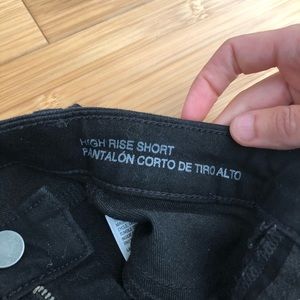 HIGH RISE SHORT
PANTALÓN CORTO DE TIRO ALTO